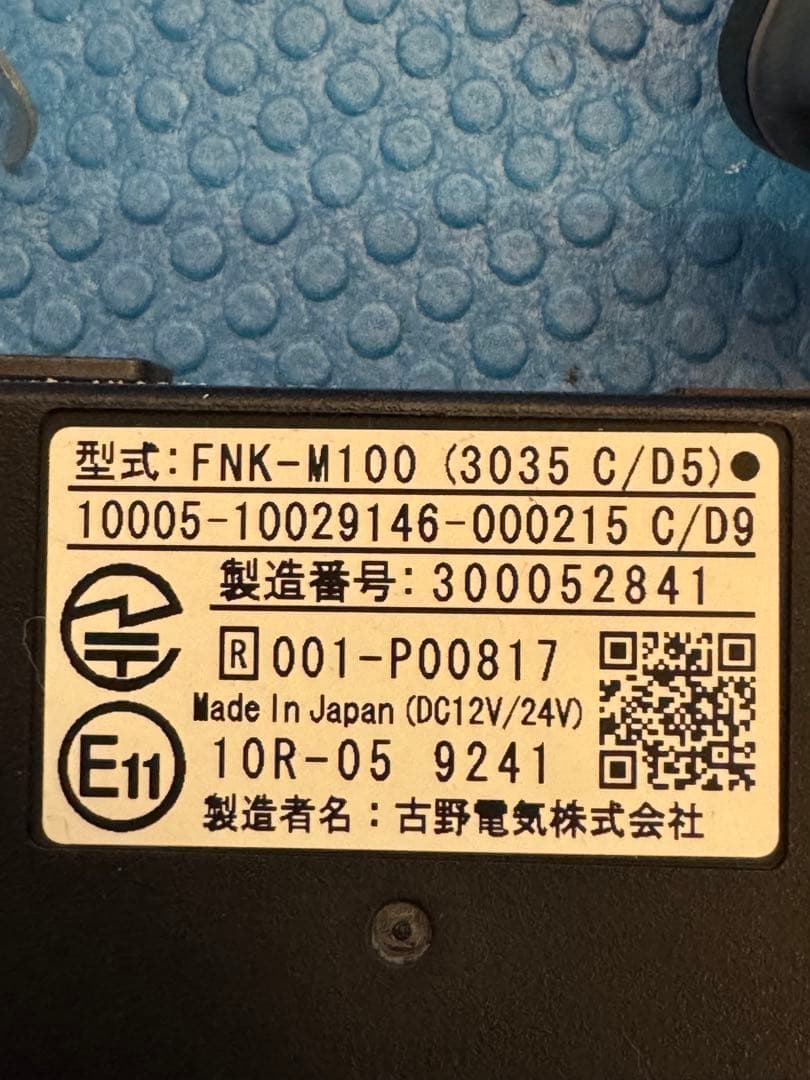 型式:FNK-M100 (3035 C/D5)●
10005-10029146-000215 C/D9
製造番号:300052841
R 001-P00817
Made In Japan (DC12V/24V)
E11
10R-05 9241
製造者名:古野電気株式会社